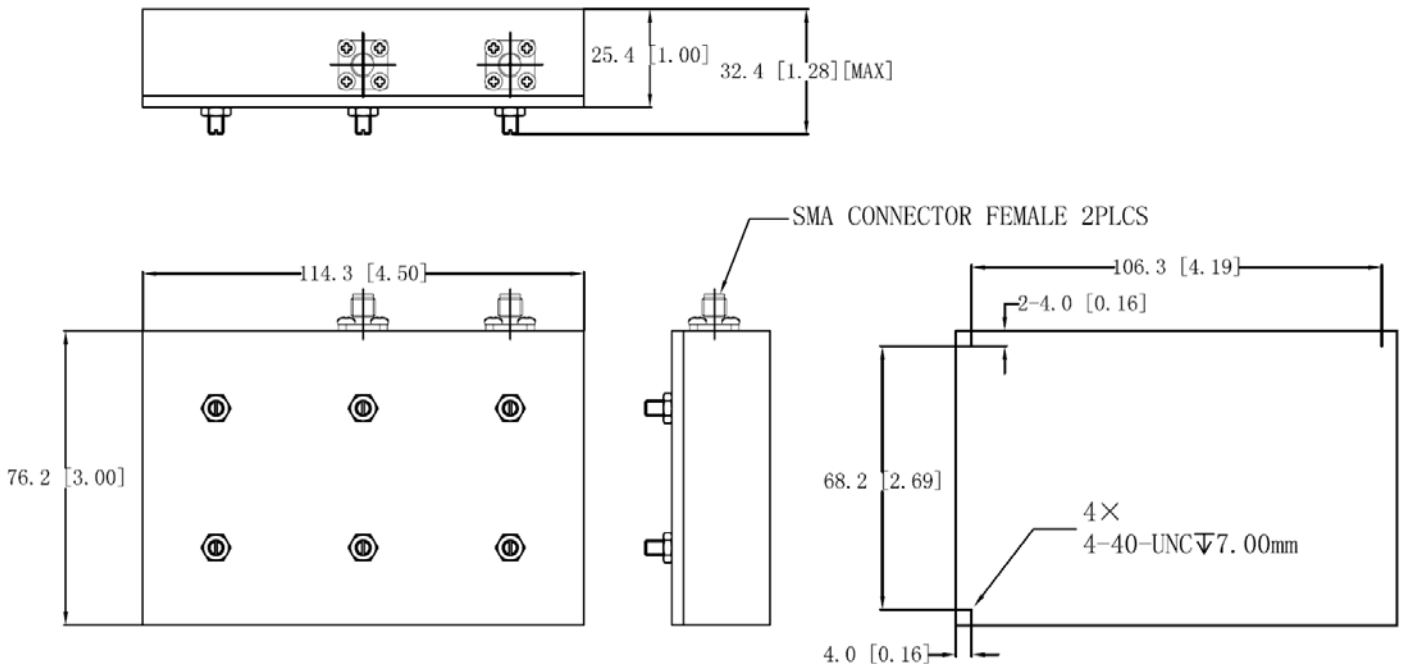 25.4 [1.00]
32.4 [1.28][MAX]
SMA CONNECTOR FEMALE 2PLCS
114.3 [4.50]
106.3 [4.19]
2-4.0 [0.16]
76.2 [3.00]
68.2 [2.69]
4×
4-40-UNC↧7.00mm
4.0 [0.16]